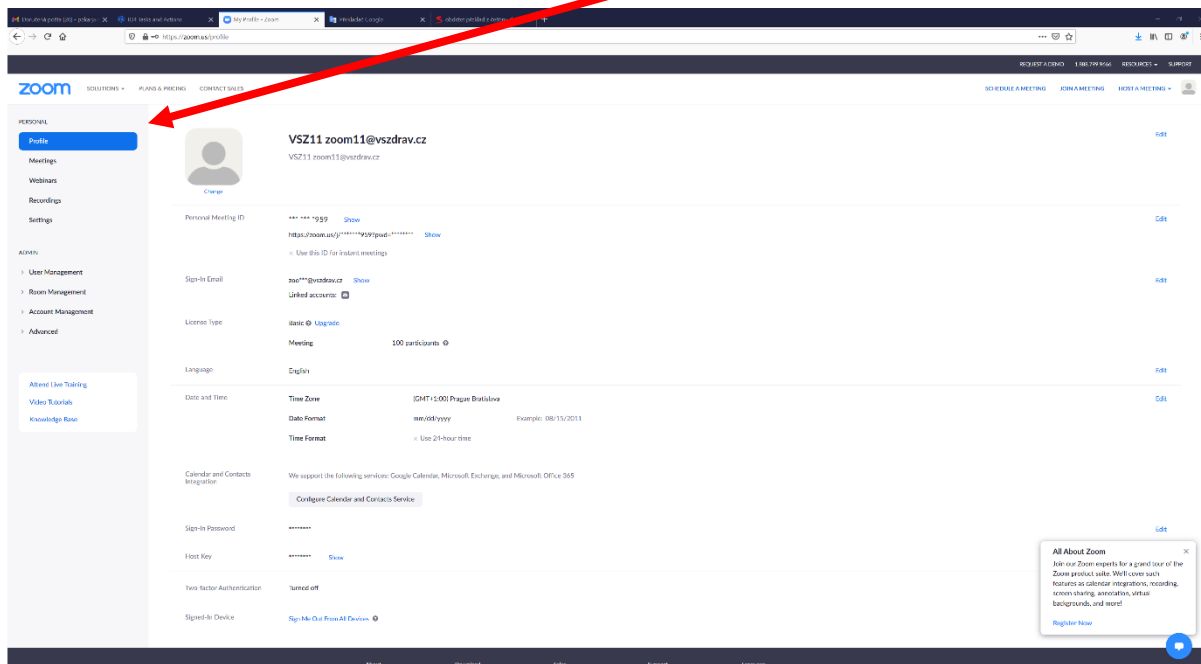 My Profile - Zoom
https://zoom.us/profile
REQUEST A DEMO 1.888.799.9666 RESOURCES SUPPORT
zoom SOLUTIONS PLANS & PRICING CONTACT SALES SCHEDULE A MEETING JOIN A MEETING HOST A MEETING
PERSONAL
Profile
Meetings
Webinars
Recordings
Settings
ADMIN
User Management
Room Management
Account Management
Advanced
Attend Live Training
Video Tutorials
Knowledge Base
Change
VSZ11 zoom11@vszdrav.cz Edit
VSZ11 zoom11@vszdrav.cz
Personal Meeting ID *** *** *959 Show Edit
https://zoom.us/j/*******959?pwd=******** Show
× Use this ID for instant meetings
Sign-In Email zoo***@vszdrav.cz Show Edit
Linked accounts:
License Type Basic Upgrade
Meeting 100 participants
Language English Edit
Date and Time Time Zone (GMT+1:00) Prague Bratislava Edit
Date Format mm/dd/yyyy Example: 08/15/2011
Time Format × Use 24-hour time
Calendar and Contacts
Integration
We support the following services: Google Calendar, Microsoft Exchange, and Microsoft Office 365
Configure Calendar and Contacts Service
Sign-In Password ******** Edit
Host Key ******** Show
Two-factor Authentication Turned off
Signed-In Device Sign Me Out From All Devices
All About Zoom ×
Join our Zoom experts for a grand tour of the
Zoom product suite. We'll cover such
features as calendar integrations, recording,
screen sharing, annotation, virtual
backgrounds, and more!
Register Now
About Download Sales Support Language